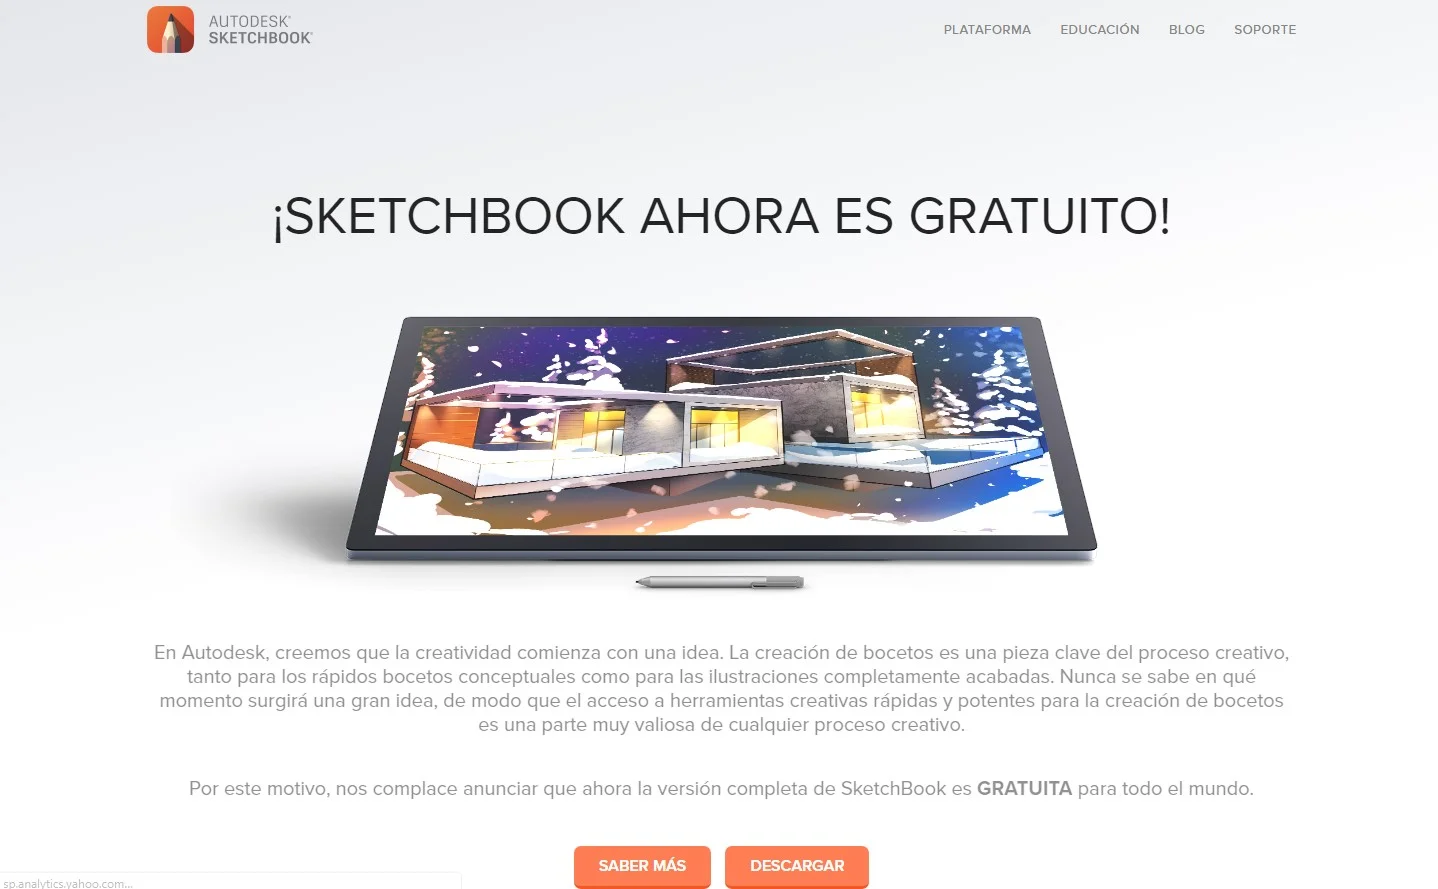 AUTODESK®
SKETCHBOOK®
PLATAFORMA
EDUCACIÓN
BLOG
SOPORTE
¡SKETCHBOOK AHORA ES GRATUITO!
En Autodesk, creemos que la creatividad comienza con una idea. La creación de bocetos es una pieza clave del proceso creativo,
tanto para los rápidos bocetos conceptuales como para las ilustraciones completamente acabadas. Nunca se sabe en qué
momento surgirá una gran idea, de modo que el acceso a herramientas creativas rápidas y potentes para la creación de bocetos
es una parte muy valiosa de cualquier proceso creativo.
Por este motivo, nos complace anunciar que ahora la versión completa de SketchBook es GRATUITA para todo el mundo.
SABER MÁS
DESCARGAR
sp.analytics.yahoo.com...